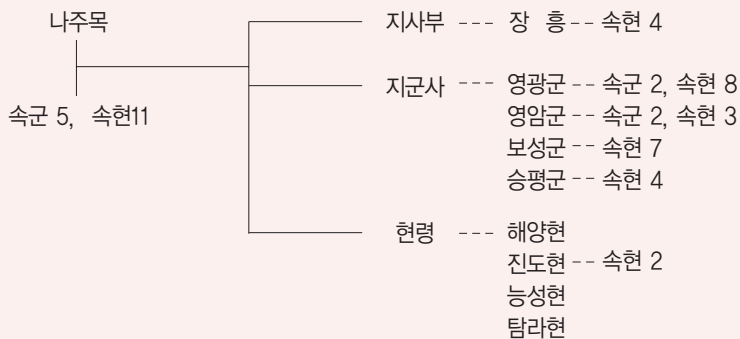 나주목
속군 5, 속현11
지사부 --- 장 흥 -- 속현 4
지군사 --- 영광군 -- 속군 2, 속현 8
영암군 -- 속군 2, 속현 3
보성군 -- 속현 7
승평군 -- 속현 4
현령 --- 해양현
진도현 -- 속현 2
능성현
탐라현